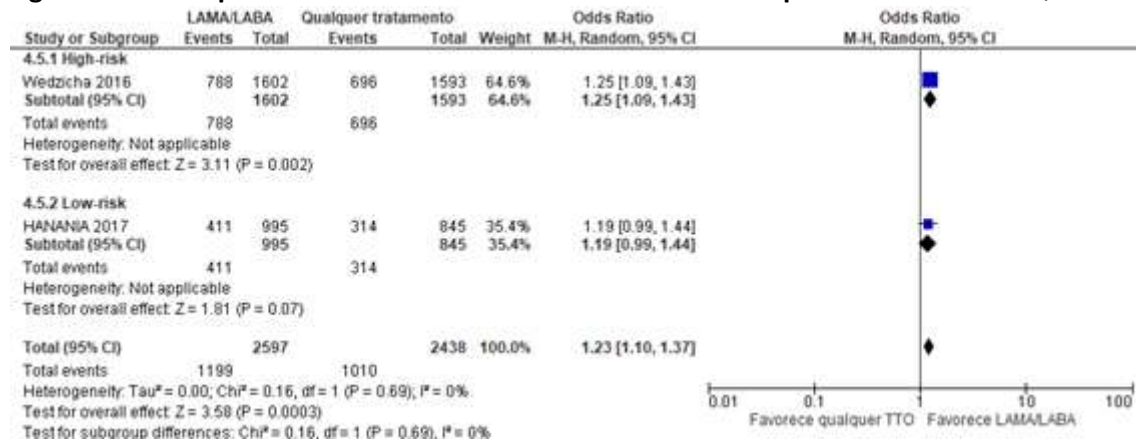 LAMA/LABA Qualquer tratamento Odds Ratio Odds Ratio
Study or Subgroup Events Total Events Total Weight M-H, Random, 95% CI M-H, Random, 95% CI
4.5.1 High-risk
Wedzicha 2016 788 1602 696 1593 64.6% 1.25 [1.09, 1.43]
Subtotal (95% CI) 1602 1593 64.6% 1.25 [1.09, 1.43]
Total events 788 696
Heterogeneity: Not applicable
Test for overall effect: Z = 3.11 (P = 0.002)
4.5.2 Low-risk
HANANIA 2017 411 995 314 845 35.4% 1.19 [0.99, 1.44]
Subtotal (95% CI) 995 845 35.4% 1.19 [0.99, 1.44]
Total events 411 314
Heterogeneity: Not applicable
Test for overall effect: Z = 1.81 (P = 0.07)
Total (95% CI) 2597 2438 100.0% 1.23 [1.10, 1.37]
Total events 1199 1010
Heterogeneity: Tau² = 0.00; Chi² = 0.16, df = 1 (P = 0.69); I² = 0%
Test for overall effect: Z = 3.58 (P = 0.0003)
Test for subgroup differences: Chi² = 0.16, df = 1 (P = 0.69), I² = 0%
0.01 0.1 1 10 100
Favorece qualquer TTO Favorece LAMA/LABA